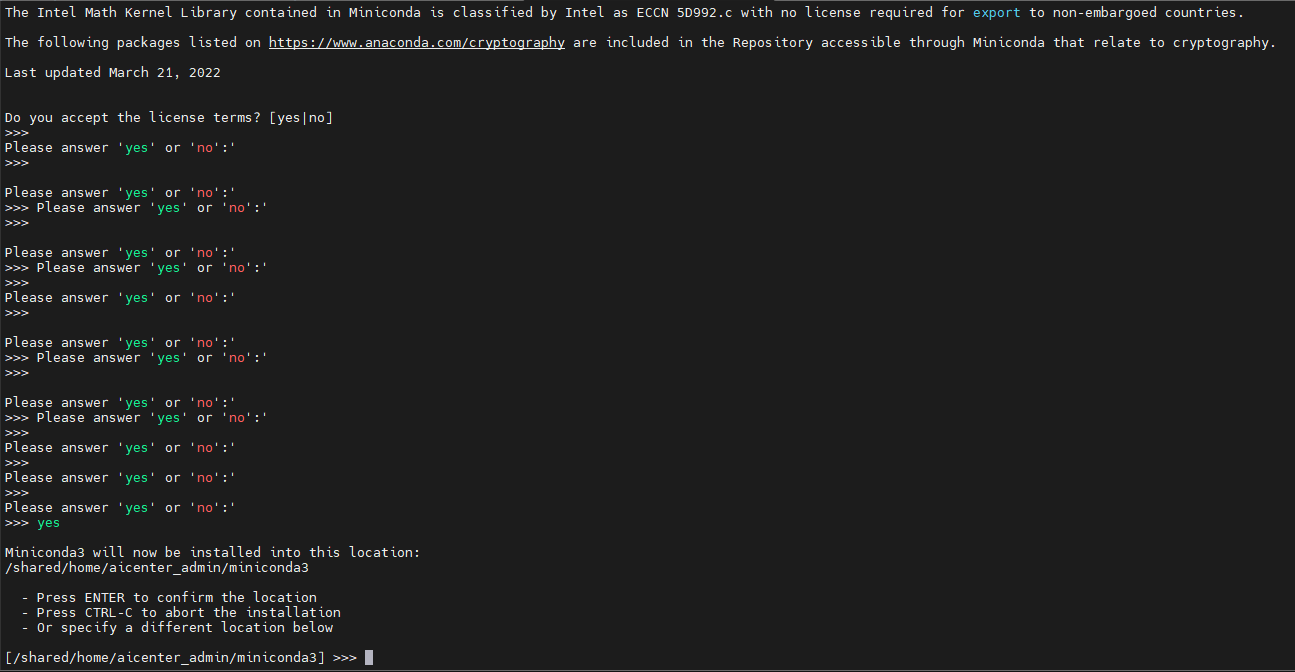 The Intel Math Kernel Library contained in Miniconda is classified by Intel as ECCN 5D992.c with no license required for export to non-embargoed countries.
The following packages listed on https://www.anaconda.com/cryptography are included in the Repository accessible through Miniconda that relate to cryptography.
Last updated March 21, 2022
Do you accept the license terms? [yes|no]
>>>
Please answer 'yes' or 'no':'
>>>
Please answer 'yes' or 'no':'
>>> Please answer 'yes' or 'no':'
>>>
Please answer 'yes' or 'no':'
>>> Please answer 'yes' or 'no':'
>>>
Please answer 'yes' or 'no':'
>>>
Please answer 'yes' or 'no':'
>>> Please answer 'yes' or 'no':'
>>>
Please answer 'yes' or 'no':'
>>> Please answer 'yes' or 'no':'
>>>
Please answer 'yes' or 'no':'
>>>
Please answer 'yes' or 'no':'
>>>
Please answer 'yes' or 'no':'
>>> yes
Miniconda3 will now be installed into this location:
/shared/home/aicenter_admin/miniconda3
- Press ENTER to confirm the location
- Press CTRL-C to abort the installation
- Or specify a different location below
[/shared/home/aicenter_admin/miniconda3] >>>